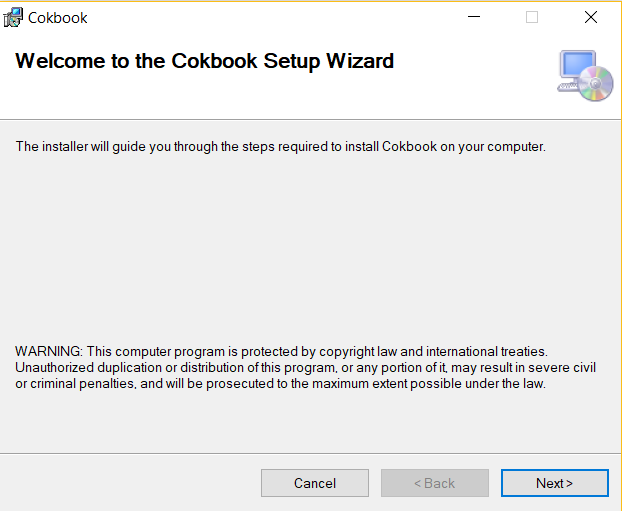 Cokbook
Welcome to the Cokbook Setup Wizard
The installer will guide you through the steps required to install Cokbook on your computer.
WARNING: This computer program is protected by copyright law and international treaties.
Unauthorized duplication or distribution of this program, or any portion of it, may result in severe civil
or criminal penalties, and will be prosecuted to the maximum extent possible under the law.
Cancel
< Back
Next >